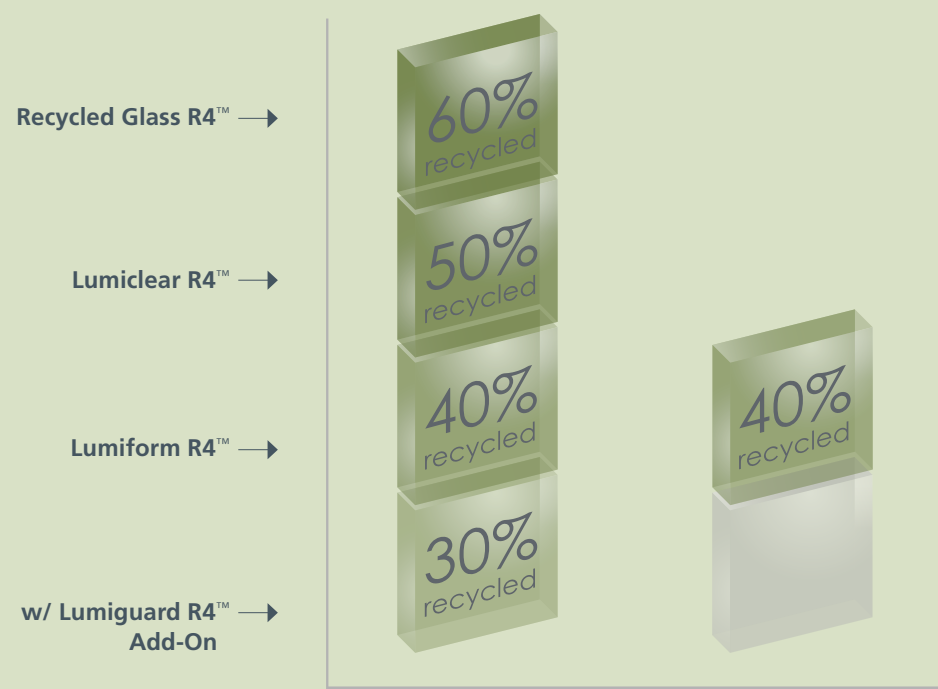 Recycled Glass R4™
60%
recycled
Lumiclear R4™
50%
recycled
Lumiform R4™
40%
recycled
40%
recycled
w/ Lumiguard R4™
Add-On
30%
recycled